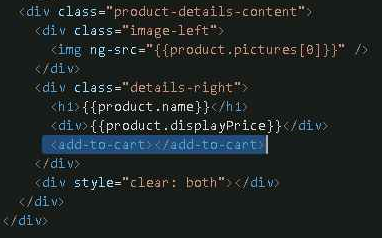 <div class="product-details-content">
<div class="image-left">
<img ng-src="{{product.pictures[0]}}" />
</div>
<div class="details-right">
<h1>{{product.name}}</h1>
<div>{{product.displayPrice}}</div>
<add-to-cart></add-to-cart>
</div>
<div style="clear: both"></div>
</div>
</div>